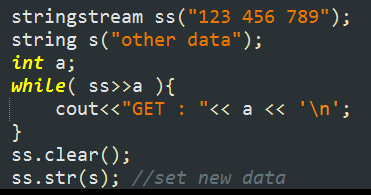 stringstream ss("123 456 789");
string s("other data");
int a;
while( ss>>a ){
cout<<"GET : "<< a << '\n';
}
ss.clear();
ss.str(s); //set new data